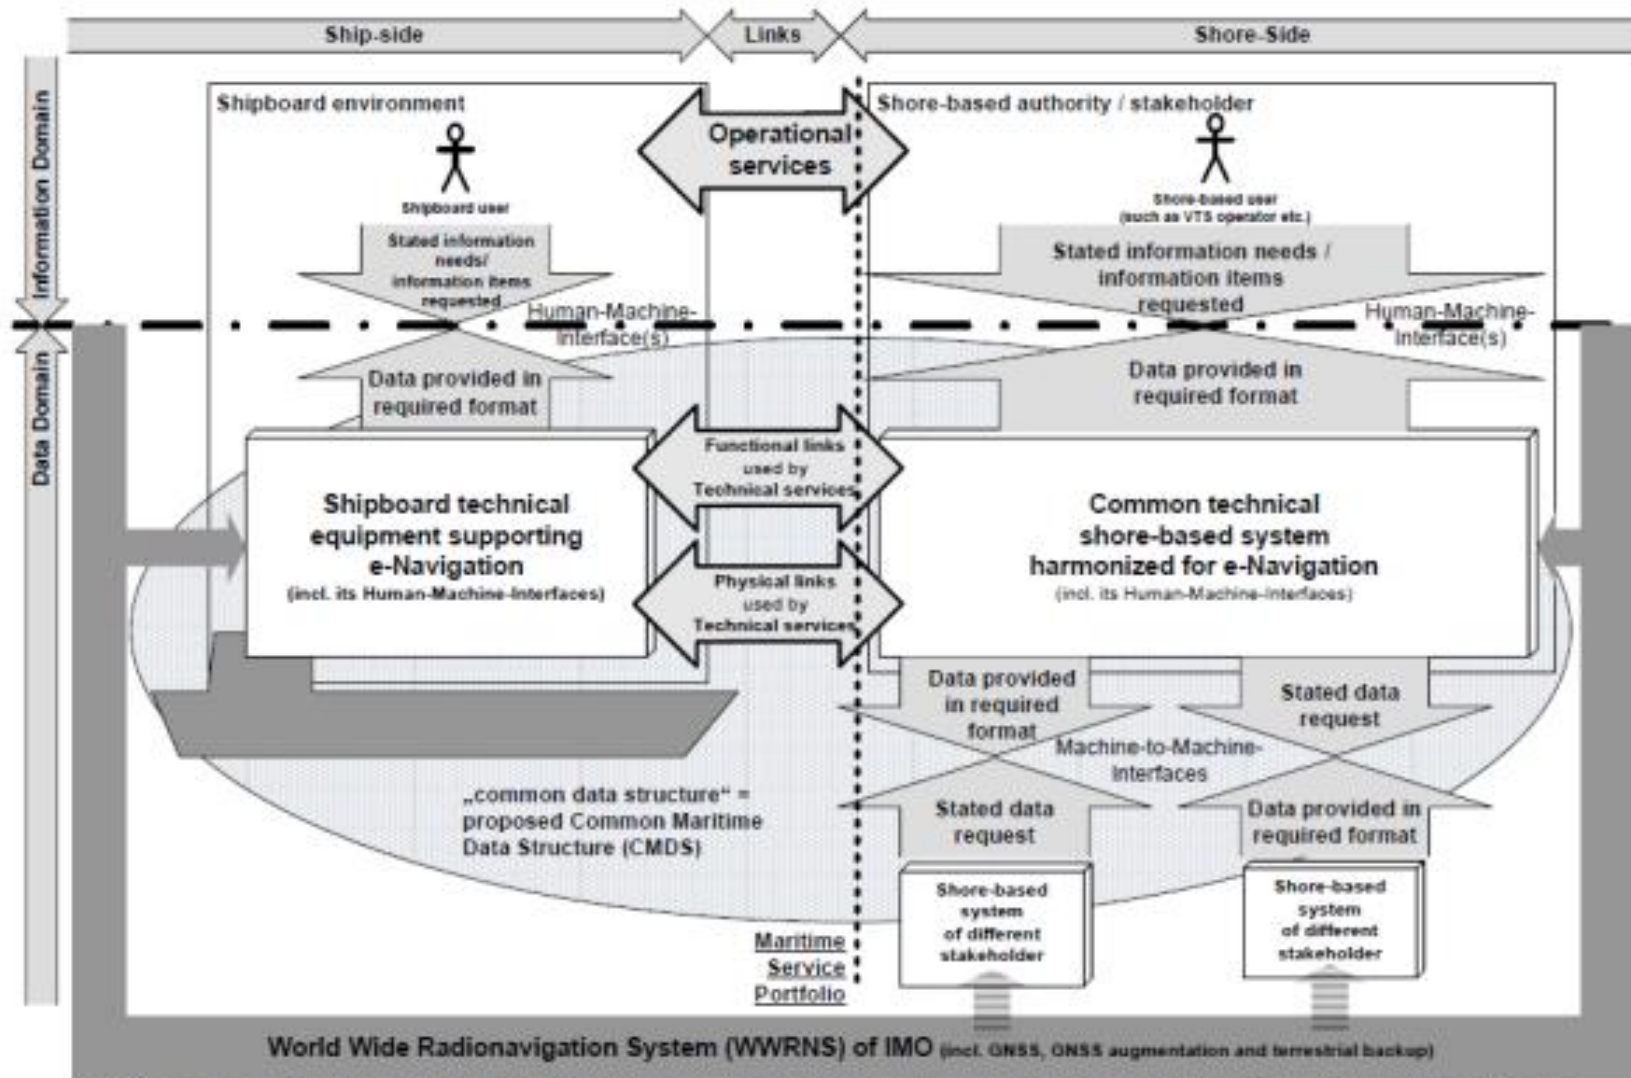 Ship-side
Links
Shore-Side
Information Domain
Data Domain
Shipboard environment
Shore-based authority / stakeholder
Operational
services
Shipboard user
Shore-based user
(such as VTS operator etc.)
Stated information
needs/
information items
requested
Stated information needs /
information items
requested
Human-Machine-
Interface(s)
Human-Machine-
Interface(s)
Data provided in
required format
Data provided in
required format
Functional links
used by
Technical services
Shipboard technical
equipment supporting
e-Navigation
(incl. its Human-Machine-Interfaces)
Common technical
shore-based system
harmonized for e-Navigation
(incl. its Human-Machine-Interfaces)
Physical links
used by
Technical services
Data provided
in required
format
Stated data
request
Machine-to-Machine-
Interfaces
„common data structure“ =
proposed Common Maritime
Data Structure (CMDS)
Stated data
request
Data provided in
required format
Shore-based
system
of different
stakeholder
Shore-based
system
of different
stakeholder
Maritime
Service
Portfolio
World Wide Radionavigation System (WWRNS) of IMO (incl. GNSS, GNSS augmentation and terrestrial backup)